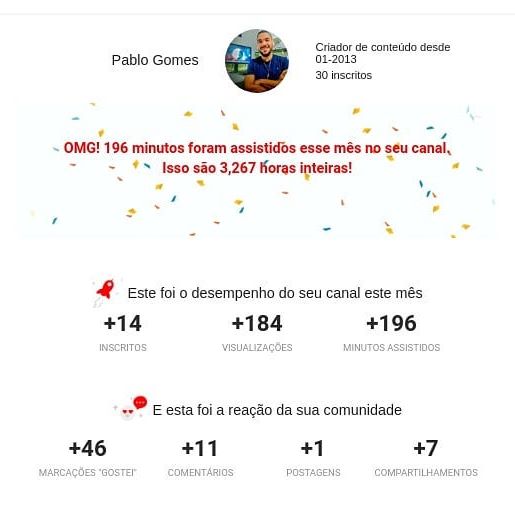 Pablo Gomes
Criador de conteúdo desde
01-2013
30 inscritos
OMG! 196 minutos foram assistidos esse mês no seu canal.
Isso são 3,267 horas inteiras!
Este foi o desempenho do seu canal este mês
+14
+184
+196
INSCRITOS
VISUALIZAÇÕES
MINUTOS ASSISTIDOS
E esta foi a reação da sua comunidade
+46
+11
+1
+7
MARCAÇÕES "GOSTEI"
COMENTÁRIOS
POSTAGENS
COMPARTILHAMENTOS